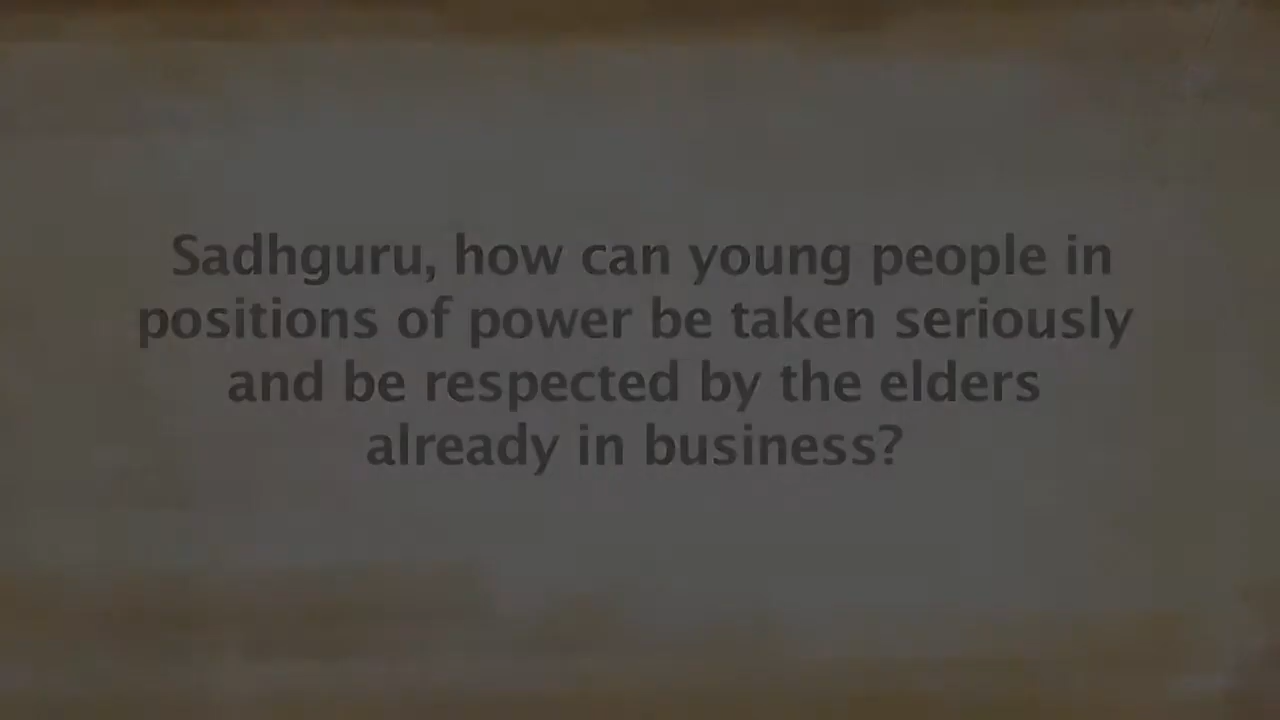 Sadhguru, how can young people in
positions of power be taken seriously
and be respected by the elders
already in business?